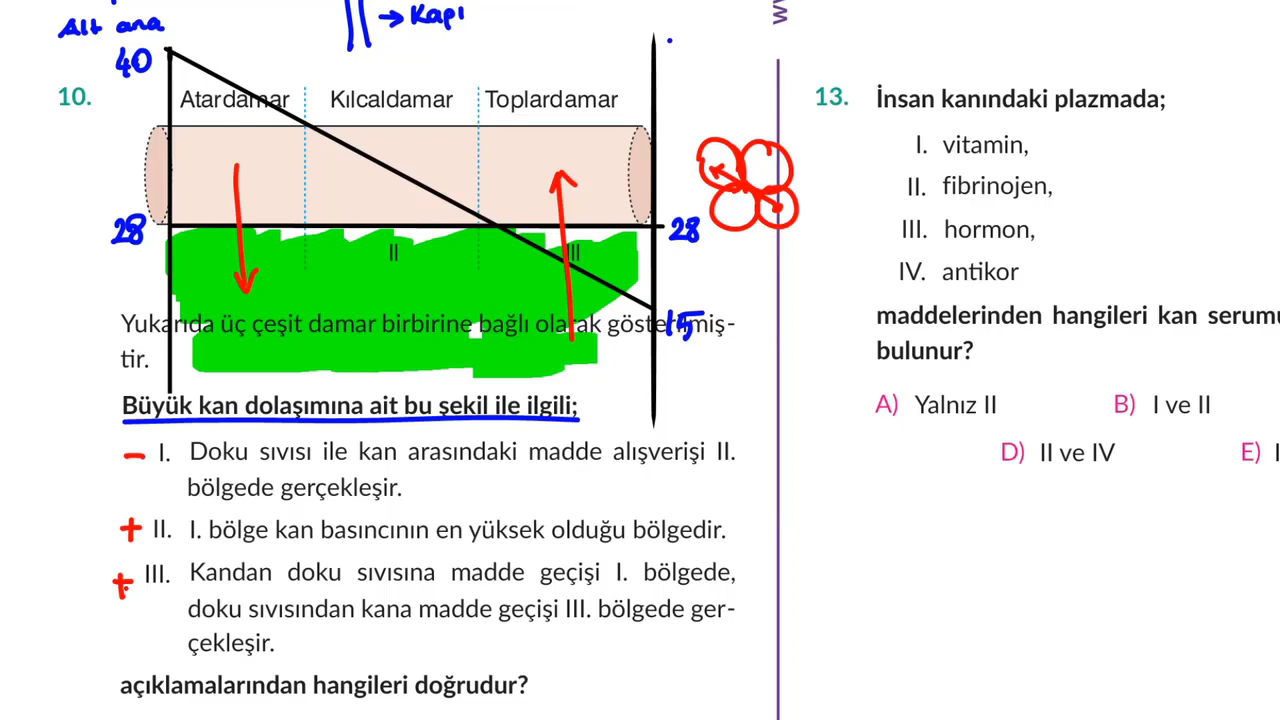 Alt ana
→ Kapı
40
10.
Atardamar
Kılcaldamar
Toplardamar
28
28
II
III
15
Yukarıda üç çeşit damar birbirine bağlı olarak gösterilmiş-
tir.
Büyük kan dolaşımına ait bu şekil ile ilgili;
– I. Doku sıvısı ile kan arasındaki madde alışverişi II.
bölgede gerçekleşir.
+ II. I. bölge kan basıncının en yüksek olduğu bölgedir.
+ III. Kandan doku sıvısına madde geçişi I. bölgede,
doku sıvısından kana madde geçişi III. bölgede ger-
çekleşir.
açıklamalarından hangileri doğrudur?
13. İnsan kanındaki plazmada;
I. vitamin,
II. fibrinojen,
III. hormon,
IV. antikor
maddelerinden hangileri kan
bulunur?
A) Yalnız II
B) I ve II
D) II ve IV
E)